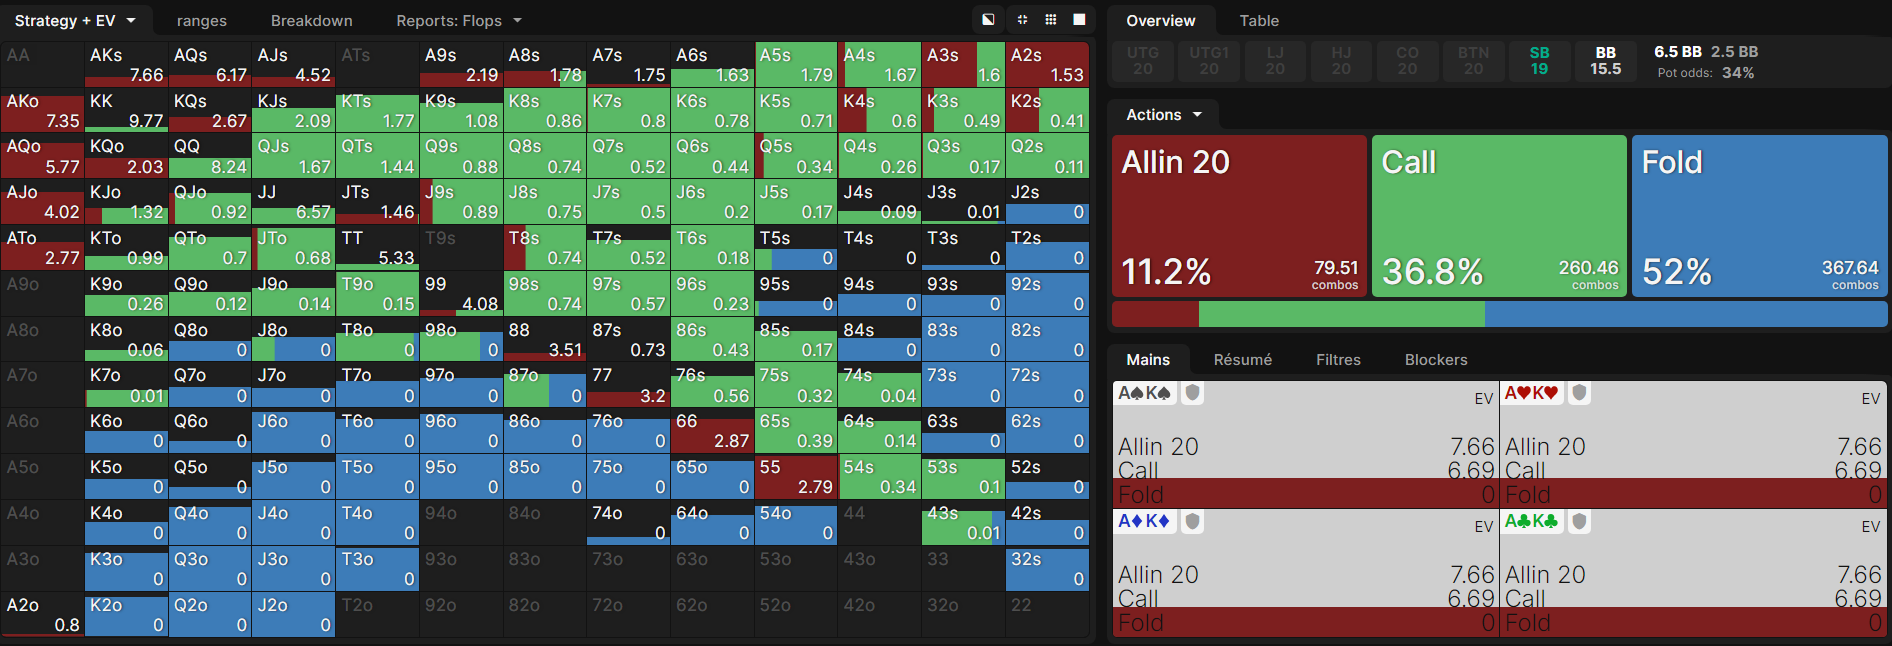 Strategy + EV ranges Breakdown Reports: Flops
AA AKs AQs AJs ATs A9s A8s A7s A6s A5s A4s A3s A2s
7.66 6.17 4.52 2.19 1.78 1.75 1.63 1.79 1.67 1.6 1.53
AKo KK KQs KJs KTs K9s K8s K7s K6s K5s K4s K3s K2s
7.35 9.77 2.67 2.09 1.77 1.08 0.86 0.8 0.78 0.71 0.6 0.49 0.41
AQo KQo QQ QJs QTs Q9s Q8s Q7s Q6s Q5s Q4s Q3s Q2s
5.77 2.03 8.24 1.67 1.44 0.88 0.74 0.52 0.44 0.34 0.26 0.17 0.11
AJo KJo QJo JJ JTs J9s J8s J7s J6s J5s J4s J3s J2s
4.02 1.32 0.92 6.57 1.46 0.89 0.75 0.5 0.2 0.17 0.09 0.01 0
ATo KTo QTo JTo TT T9s T8s T7s T6s T5s T4s T3s T2s
2.77 0.99 0.7 0.68 5.33 0.74 0.52 0.18 0 0 0 0
A9o K9o Q9o J9o T9o 99 98s 97s 96s 95s 94s 93s 92s
0.26 0.12 0.14 0.15 4.08 0.74 0.57 0.23 0 0 0 0
A8o K8o Q8o J8o T8o 98o 88 87s 86s 85s 84s 83s 82s
0.06 0 0 0 0 3.51 0.73 0.43 0.17 0 0 0
A7o K7o Q7o J7o T7o 97o 87o 77 76s 75s 74s 73s 72s
0.01 0 0 0 0 0 3.2 0.56 0.32 0.04 0 0
A6o K6o Q6o J6o T6o 96o 86o 76o 66 65s 64s 63s 62s
0 0 0 0 0 0 0 2.87 0.39 0.14 0 0
A5o K5o Q5o J5o T5o 95o 85o 75o 65o 55 54s 53s 52s
0 0 0 0 0 0 0 0 2.79 0.34 0.1 0
A4o K4o Q4o J4o T4o 94o 84o 74o 64o 54o 44 43s 42s
0 0 0 0 0 0 0 0.01 0
A3o K3o Q3o J3o T3o 93o 83o 73o 63o 53o 43o 33 32s
0 0 0 0 0
A2o K2o Q2o J2o T2o 92o 82o 72o 62o 52o 42o 32o 22
0.8 0 0 0
Overview Table
UTG UTG1 LJ HJ CO BTN SB BB 6.5 BB 2.5 BB
20 20 20 20 20 20 19 15.5 Pot odds: 34%
Actions
Allin 20 Call Fold
11.2% 79.51 combos 36.8% 260.46 combos 52% 367.64 combos
Mains Résumé Filtres Blockers
A♠K♠ EV A♥K♥ EV
Allin 20 7.66 Allin 20 7.66
Call 6.69 Call 6.69
Fold 0 Fold 0
A♦K♦ EV A♣K♣ EV
Allin 20 7.66 Allin 20 7.66
Call 6.69 Call 6.69
Fold 0 Fold 0